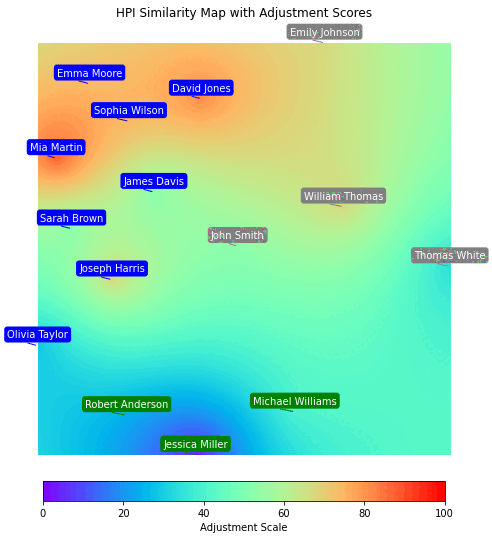 HPI Similarity Map with Adjustment Scores
Emily Johnson
Emma Moore
David Jones
Sophia Wilson
Mia Martin
James Davis
William Thomas
Sarah Brown
John Smith
Thomas White
Joseph Harris
Olivia Taylor
Robert Anderson
Michael Williams
Jessica Miller
0 20 40 60 80 100
Adjustment Scale